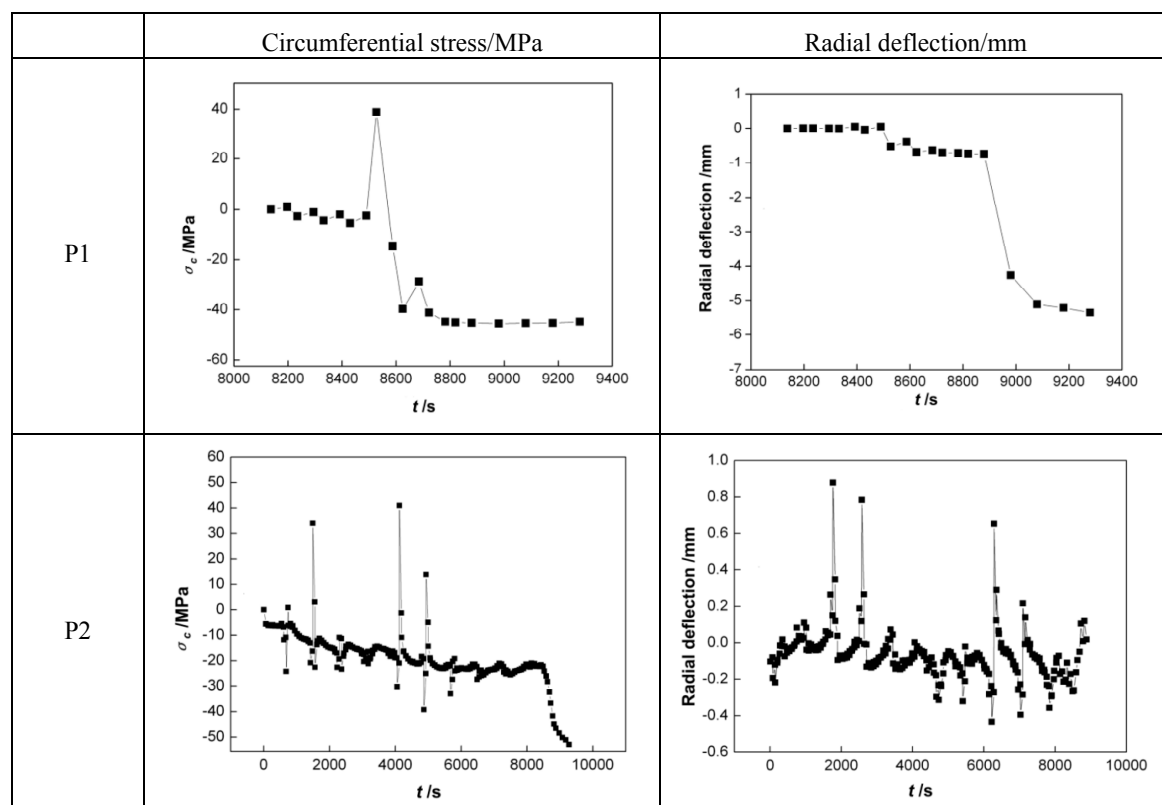 Circumferential stress/MPa
Radial deflection/mm
P1
σc /MPa
40
20
0
-20
-40
-60
8000 8200 8400 8600 8800 9000 9200 9400
t /s
Radial deflection /mm
1
0
-1
-2
-3
-4
-5
-6
-7
8000 8200 8400 8600 8800 9000 9200 9400
t /s
P2
σc /MPa
60
50
40
30
20
10
0
-10
-20
-30
-40
-50
0 2000 4000 6000 8000 10000
t /s
Radial deflection/mm
1.0
0.8
0.6
0.4
0.2
0.0
-0.2
-0.4
-0.6
0 2000 4000 6000 8000 10000
t /s